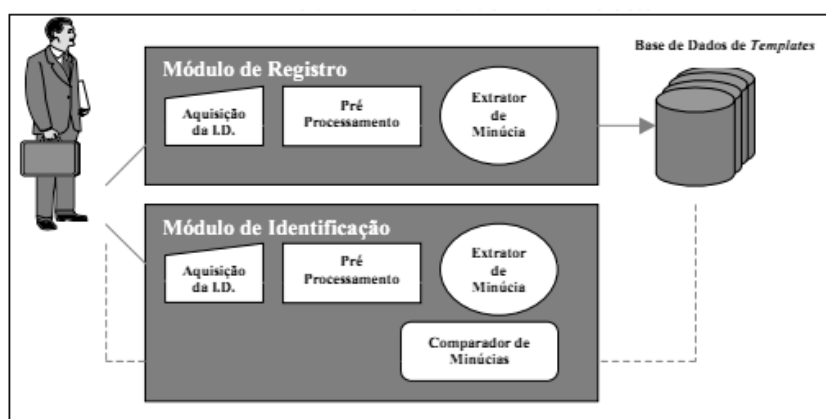 Base de Dados de Templates
Módulo de Registro
Aquisição
da I.D.
Pré
Processamento
Extrator
de
Minúcia
Módulo de Identificação
Aquisição
da I.D.
Pré
Processamento
Extrator
de
Minúcia
Comparador de
Minúcias